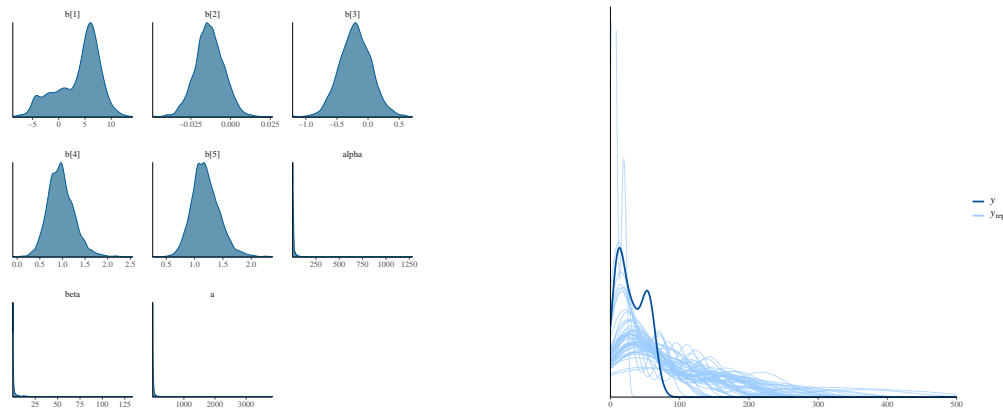 b[1] b[2] b[3]
−5 0 5 10 −0.025 0.000 0.025 −1.0 −0.5 0.0 0.5
b[4] b[5] alpha
0.0 0.5 1.0 1.5 2.0 2.5 0.5 1.0 1.5 2.0 250 500 750 1000 1250
beta a
25 50 75 100 125 1000 2000 3000
y
y rep
0 100 200 300 400 500